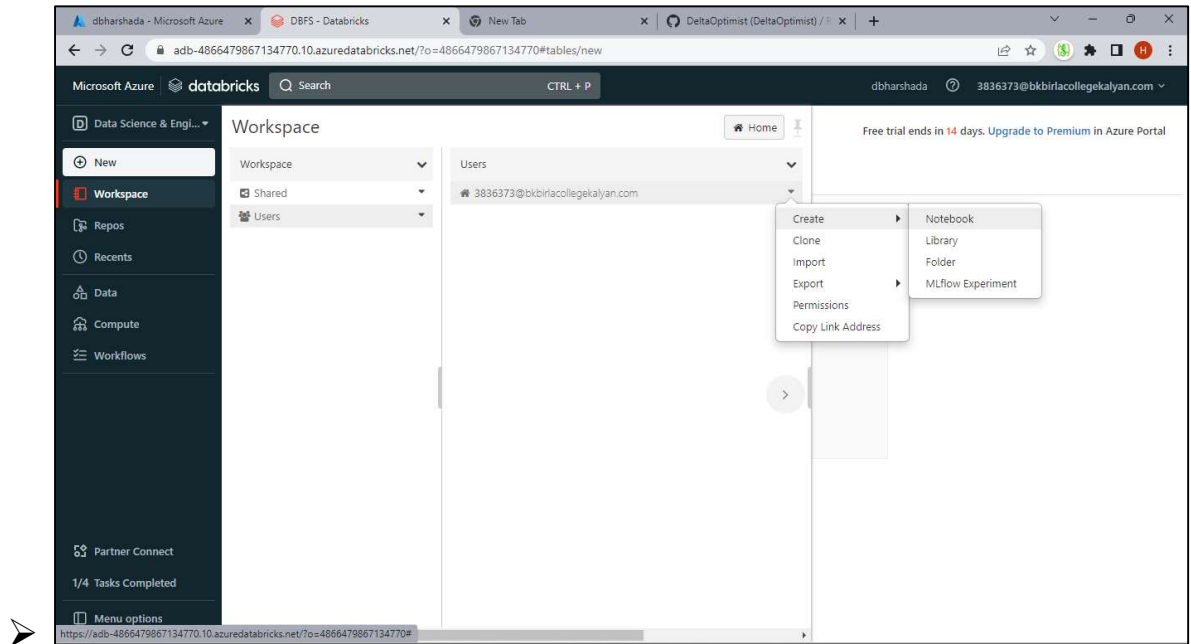 dbharshada - Microsoft Azure
DBFS - Databricks
New Tab
DeltaOptimist (DeltaOptimist) / R
adb-4866479867134770.10.azuredatabricks.net/?o=4866479867134770#tables/new
H
Microsoft Azure databricks Search CTRL + P dbharshada 3836373@bkbirlacollegekalyan.com
D Data Science & Engi...
New
Workspace
Repos
Recents
Data
Compute
Workflows
Partner Connect
1/4 Tasks Completed
Menu options
Workspace
Home
Workspace
Shared
Users
Users
3836373@bkbirlacollegekalyan.com
Create
Clone
Import
Export
Permissions
Copy Link Address
Notebook
Library
Folder
MLflow Experiment
Free trial ends in 14 days. Upgrade to Premium in Azure Portal
https://adb-4866479867134770.10.azuredatabricks.net/?o=4866479867134770#